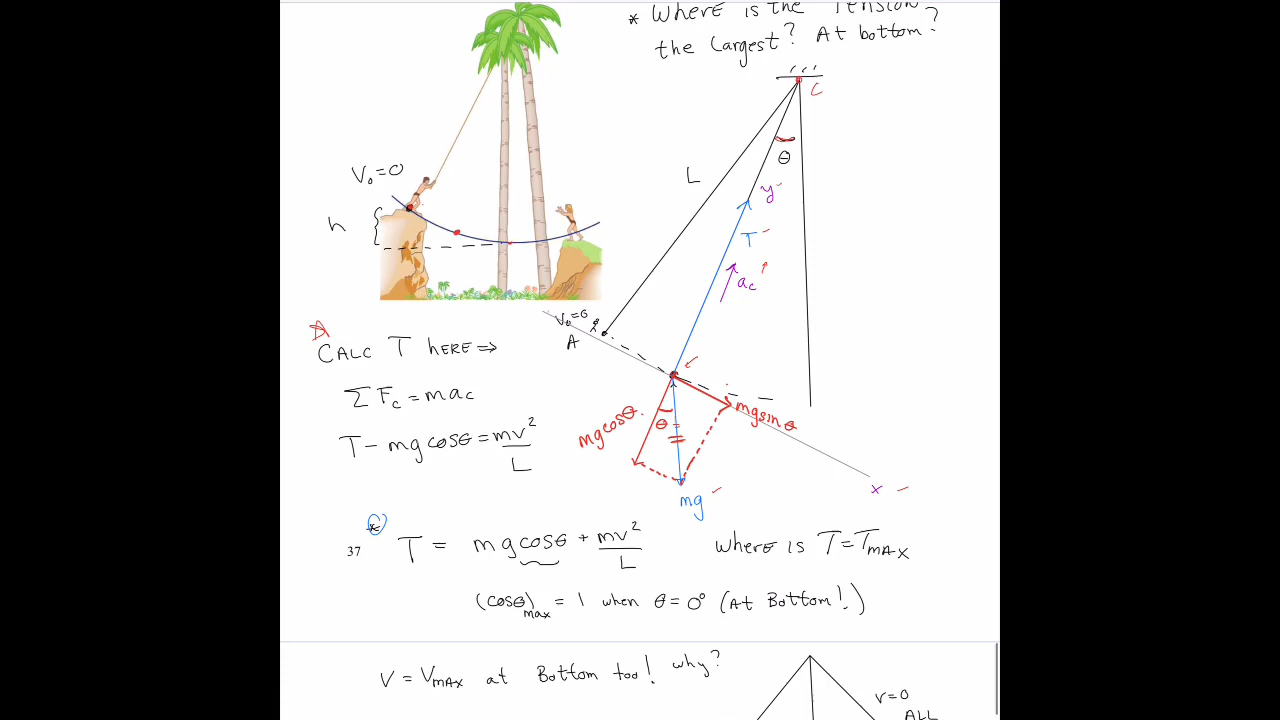 * Where is the Tension
the Largest? At bottom?
C
θ
V₀=0
L
y
h
T
ac
V₀=0
A
CALC T HERE ⇒
ΣFc = mac
mgcosθ
θ
mgsinθ
T - mgcosθ = mv²/L
x
mg
T = mgcosθ + mv²/L where is T=TMAX
37
(cosθ)max = 1 when θ = 0° (At Bottom!)
V = VMAX at Bottom too! why?
V=0
ALL